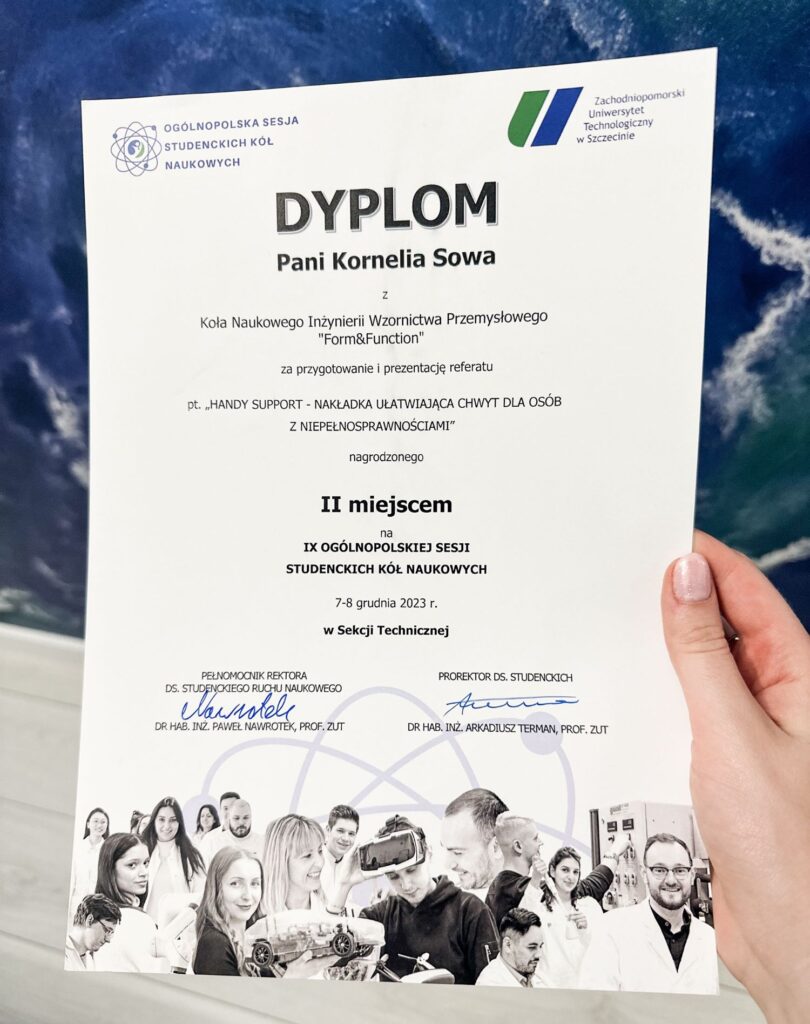 OGÓLNOPOLSKA SESJA
STUDENCKICH KÓŁ
NAUKOWYCH
Zachodniopomorski
Uniwersytet
Technologiczny
w Szczecinie
DYPLOM
Pani Kornelia Sowa
z
Koła Naukowego Inżynierii Wzornictwa Przemysłowego
"Form&Function"
za przygotowanie i prezentację referatu
pt. „HANDY SUPPORT - NAKŁADKA UŁATWIAJĄCA CHWYT DLA OSÓB
Z NIEPEŁNOSPRAWNOŚCIAMI”
nagrodzonego
II miejscem
na
IX OGÓLNOPOLSKIEJ SESJI
STUDENCKICH KÓŁ NAUKOWYCH
7-8 grudnia 2023 r.
w Sekcji Technicznej
PEŁNOMOCNIK REKTORA
DS. STUDENCKIEGO RUCHU NAUKOWEGO
Nawrotek
DR HAB. INŻ. PAWEŁ NAWROTEK, PROF. ZUT
PROREKTOR DS. STUDENCKICH
DR HAB. INŻ. ARKADIUSZ TERMAN, PROF. ZUT